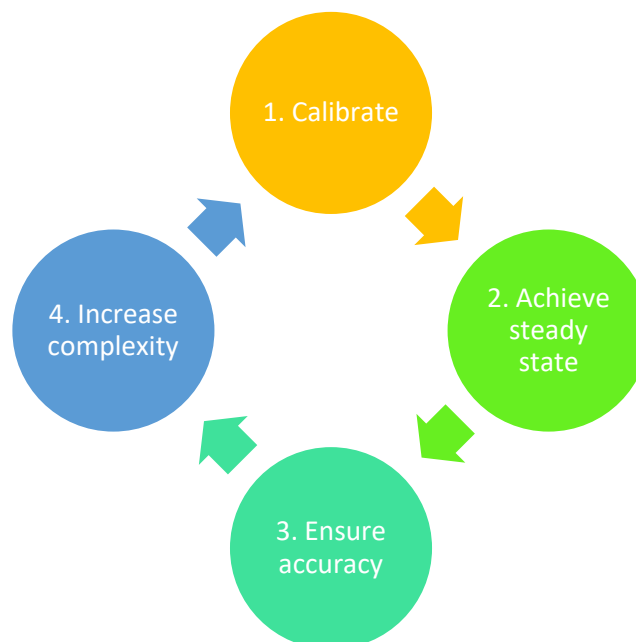 1. Calibrate
2. Achieve
steady
state
3. Ensure
accuracy
4. Increase
complexity